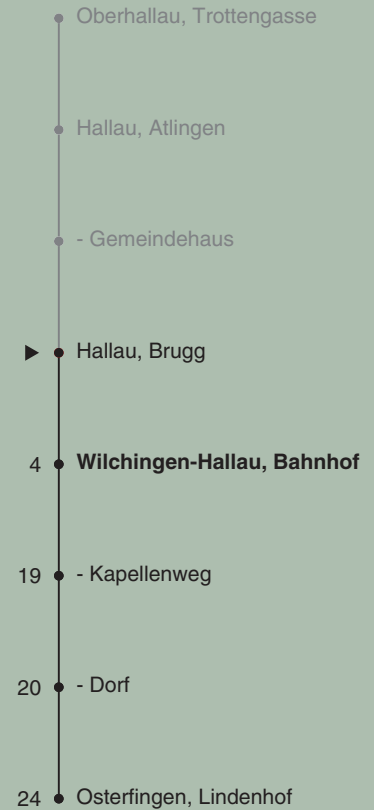 Oberhallau, Trottengasse
Hallau, Atlingen
- Gemeindehaus
Hallau, Brugg
4 Wilchingen-Hallau, Bahnhof
19 - Kapellenweg
20 - Dorf
24 Osterfingen, Lindenhof